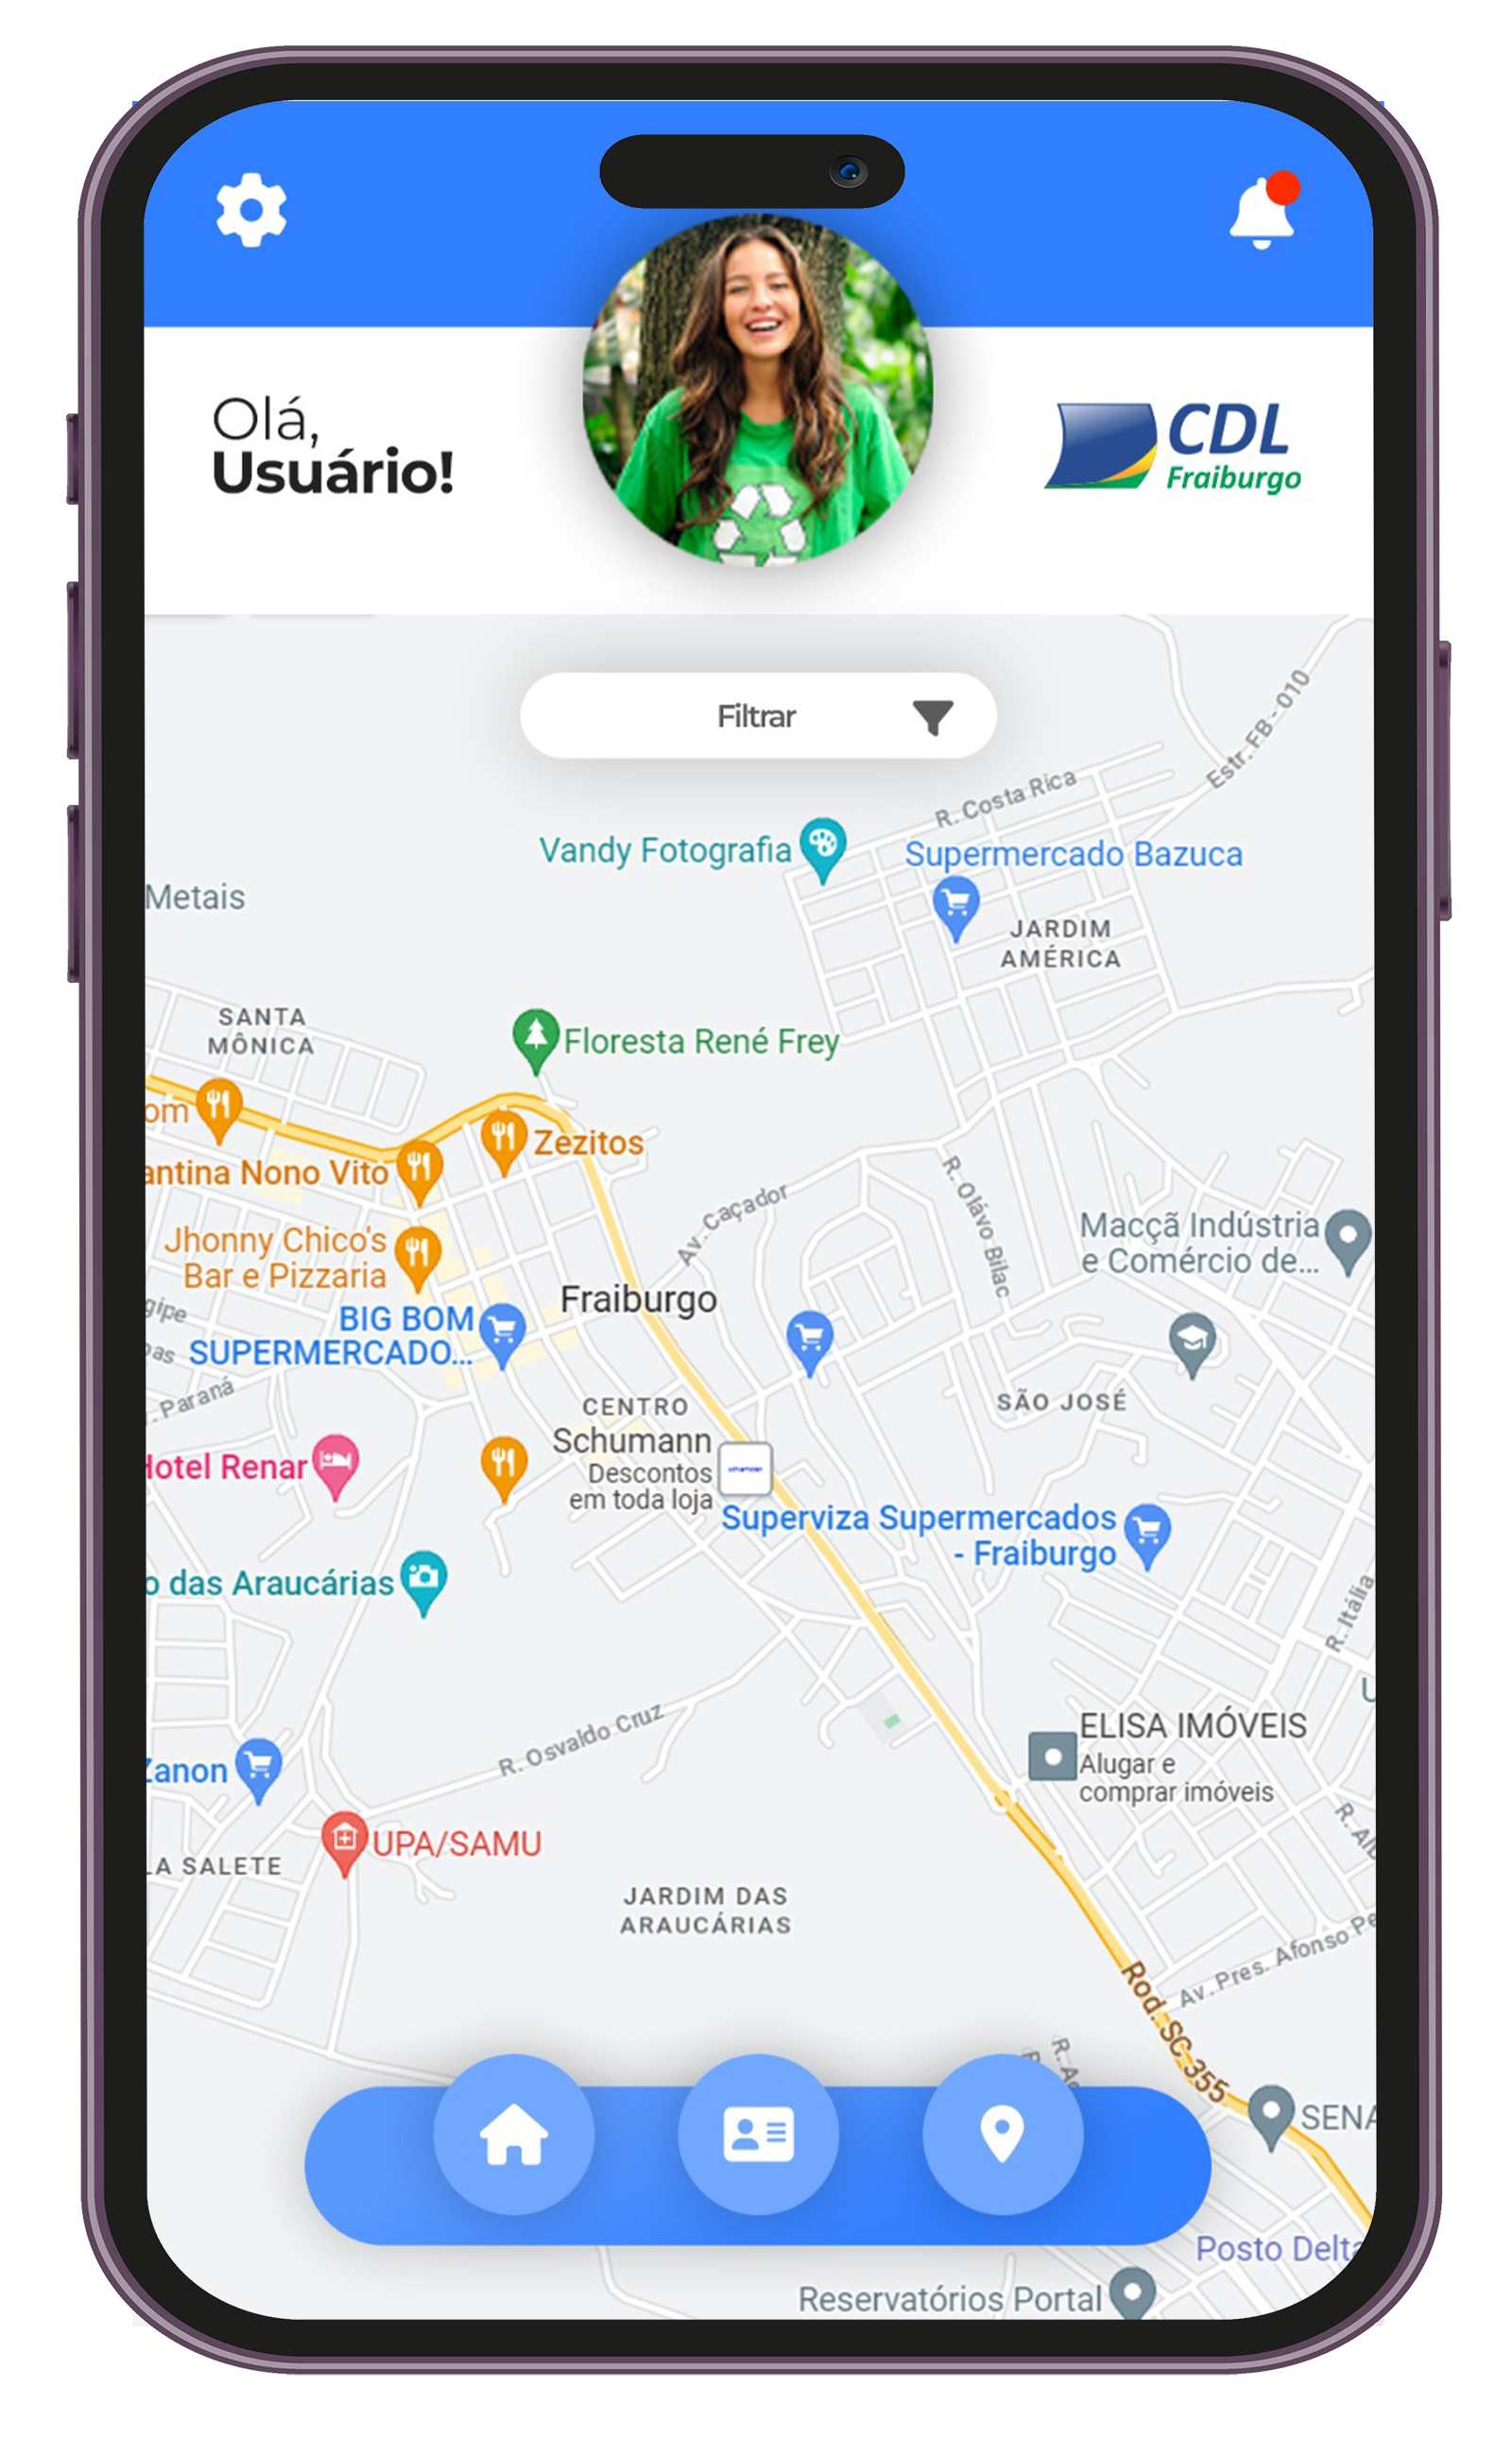 Olá,
Usuário!
CDL
Fraiburgo
Filtrar
Estr. FB - 010
R. Costa Rica
Vandy Fotografia
Supermercado Bazuca
Metais
JARDIM
AMÉRICA
SANTA
MÔNICA
Floresta René Frey
om
Zezitos
antina Nono Vito
Av. Caçador
R. Olavo Bilac
Macçã Indústria
e Comércio de...
Jhonny Chico's
Bar e Pizzaria
gipe
Fraiburgo
BIG BOM
SUPERMERCADO...
oas
. Paraná
CENTRO
SÃO JOSÉ
Schumann
Descontos
em toda loja
Hotel Renar
Superviza Supermercados
- Fraiburgo
o das Araucárias
R. Itália
R. Osvaldo Cruz
ELISA IMÓVEIS
Alugar e
comprar imóveis
Zanon
R. Alb
UPA/SAMU
LA SALETE
JARDIM DAS
ARAUCÁRIAS
Av. Pres. Afonso Pe
Rod. SC-355
SENA
Posto Delta
Reservatórios Portal